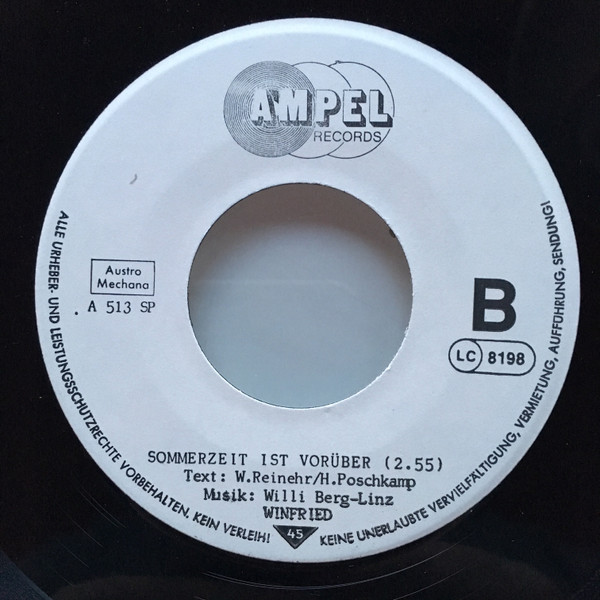 AMPEL
RECORDS
Austro
Mechana
A 513 SP
B
LC 8198
SOMMERZEIT IST VORÜBER (2.55)
Text: W.Reinehr/H.Poschkamp
Musik: Willi Berg-Linz
WINFRIED
45
ALLE URHEBER- UND LEISTUNGSSCHUTZRECHTE VORBEHALTEN. KEIN VERLEIH! KEINE UNERLAUBTE VERVIELFÄLTIGUNG, VERMIETUNG, AUFFÜHRUNG, SENDUNG!